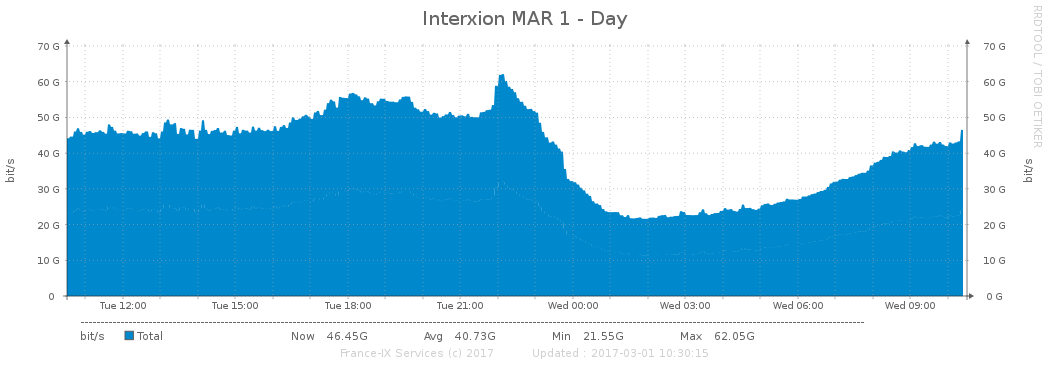 Interxion MAR 1 - Day
RRDTOOL / TOBI OETIKER
bit/s
bit/s
70 G 70 G
60 G 60 G
50 G 50 G
40 G 40 G
30 G 30 G
20 G 20 G
10 G 10 G
0 0 G
Tue 12:00 Tue 15:00 Tue 18:00 Tue 21:00 Wed 00:00 Wed 03:00 Wed 06:00 Wed 09:00
bit/s Total Now 46.45G Avg 40.73G Min 21.55G Max 62.05G
France-IX Services (c) 2017 Updated : 2017-03-01 10:30:15